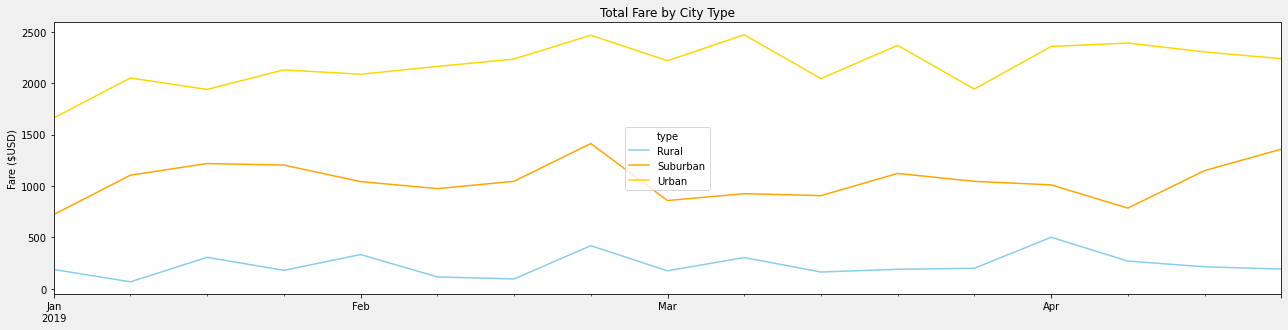 Total Fare by City Type
Fare ($USD)
2500
2000
1500
1000
500
0
type
Rural
Suburban
Urban
Jan
2019
Feb
Mar
Apr